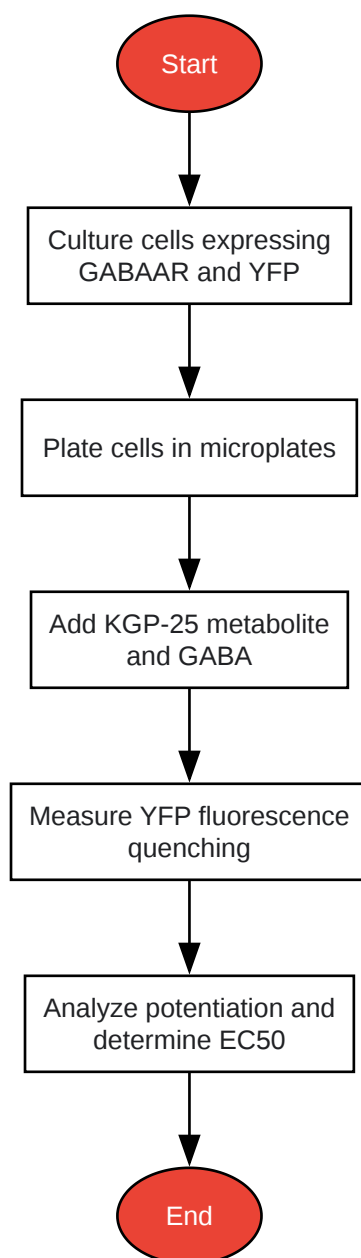 Start
Culture cells expressing
GABAAR and YFP
Plate cells in microplates
Add KGP-25 metabolite
and GABA
Measure YFP fluorescence
quenching
Analyze potentiation and
determine EC50
End